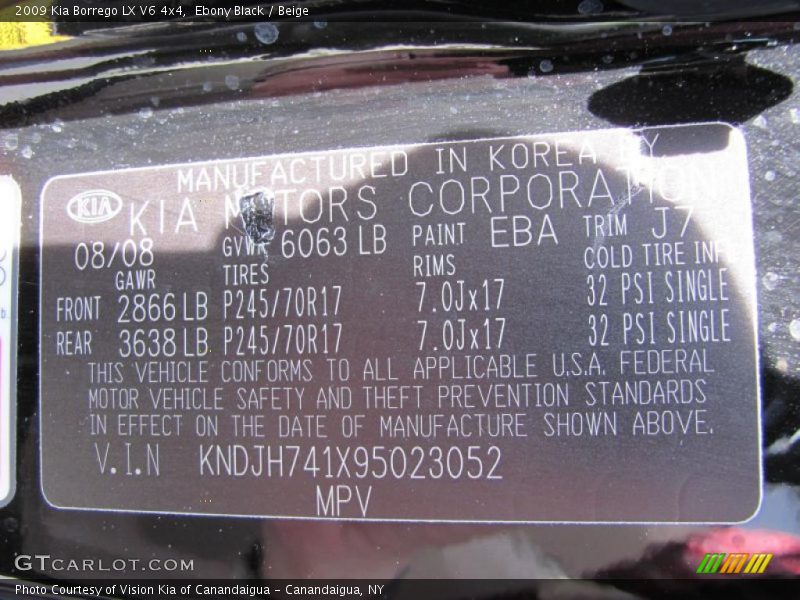 2009 Kia Borrego LX V6 4x4, Ebony Black / Beige
MANUFACTURED IN KOREA BY
KIA KIA MOTORS CORPORATION
08/08 GVWR 6063 LB PAINT EBA TRIM J7
GAWR TIRES RIMS COLD TIRE INF
FRONT 2866 LB P245/70R17 7.0Jx17 32 PSI SINGLE
REAR 3638 LB P245/70R17 7.0Jx17 32 PSI SINGLE
THIS VEHICLE CONFORMS TO ALL APPLICABLE U.S.A. FEDERAL
MOTOR VEHICLE SAFETY AND THEFT PREVENTION STANDARDS
IN EFFECT ON THE DATE OF MANUFACTURE SHOWN ABOVE.
V.I.N KNDJH741X95023052
MPV
GTCARLOT.COM
Photo Courtesy of Vision Kia of Canandaigua - Canandaigua, NY